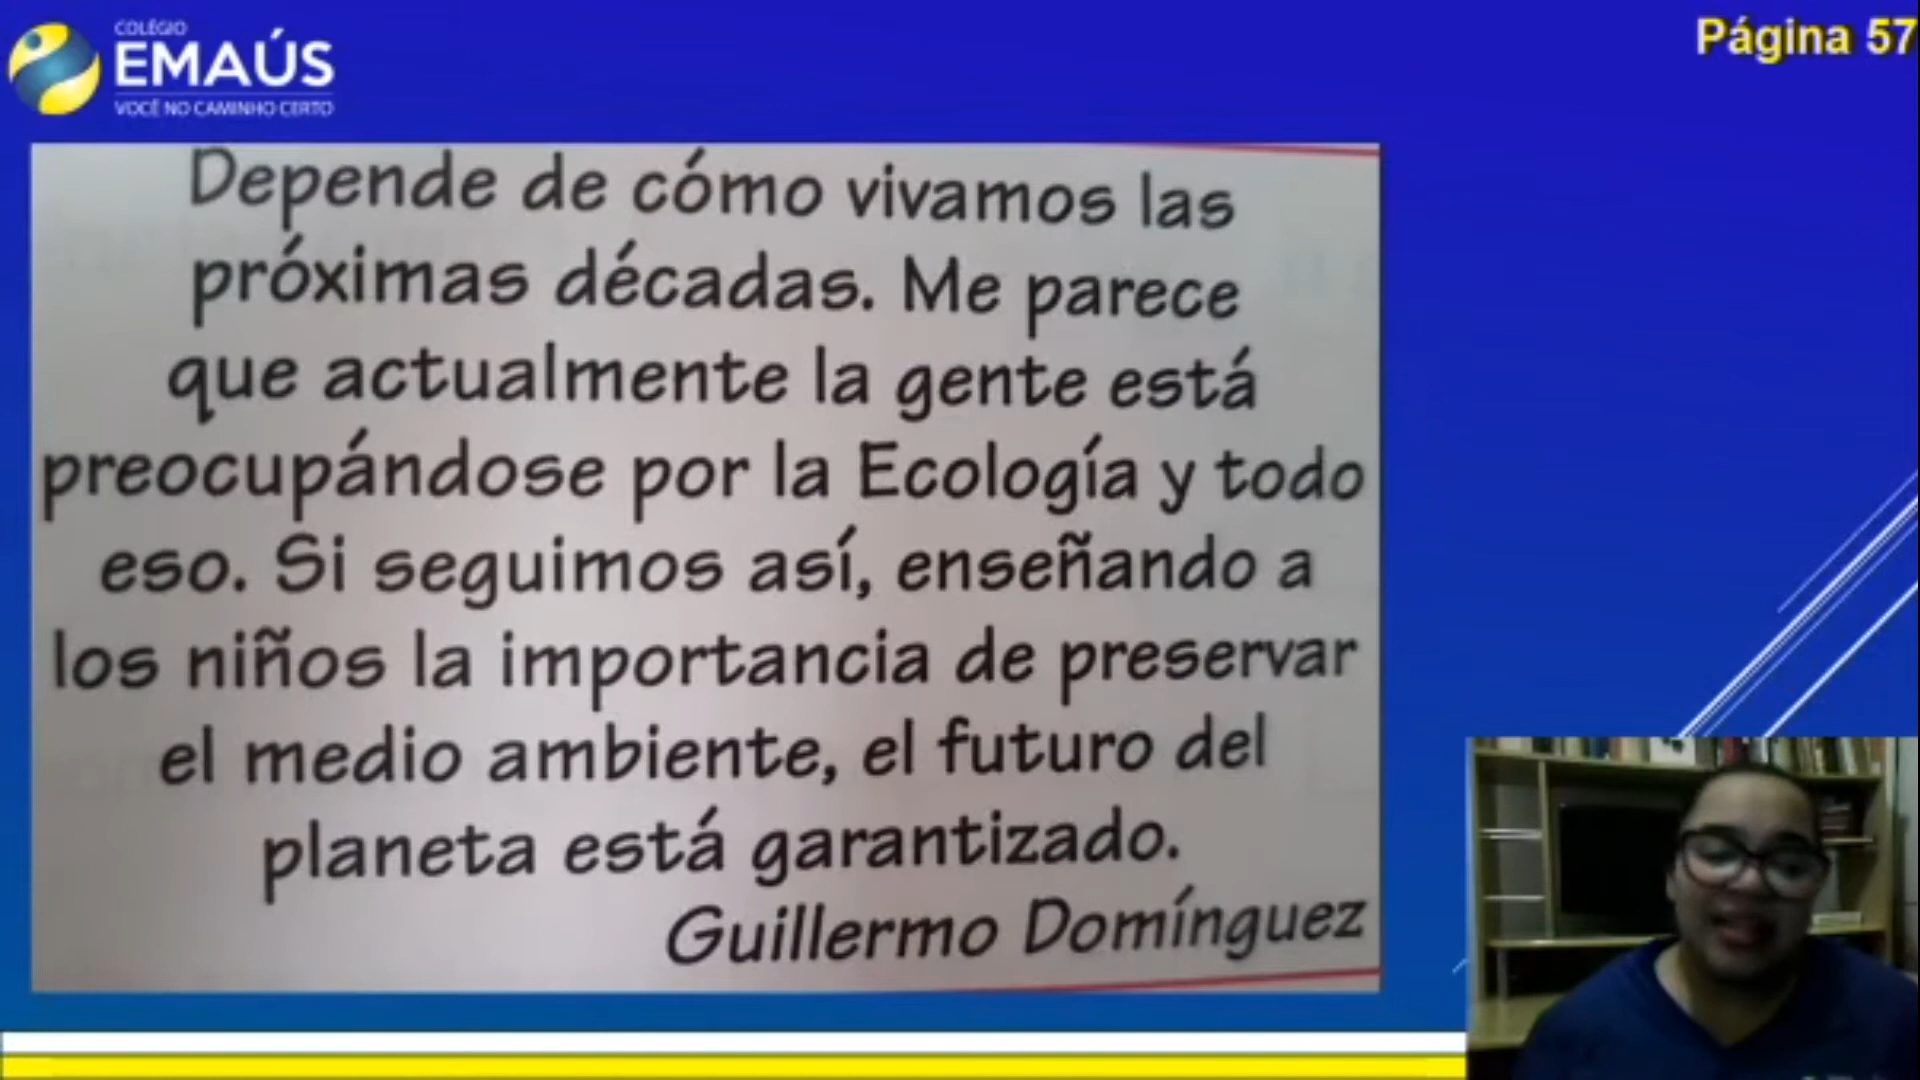 COLÉGIO
EMAÚS
VOCÊ NO CAMINHO CERTO
Página 57
Depende de cómo vivamos las
próximas décadas. Me parece
que actualmente la gente está
preocupándose por la Ecología y todo
eso. Si seguimos así, enseñando a
los niños la importancia de preservar
el medio ambiente, el futuro del
planeta está garantizado.
Guillermo Domínguez